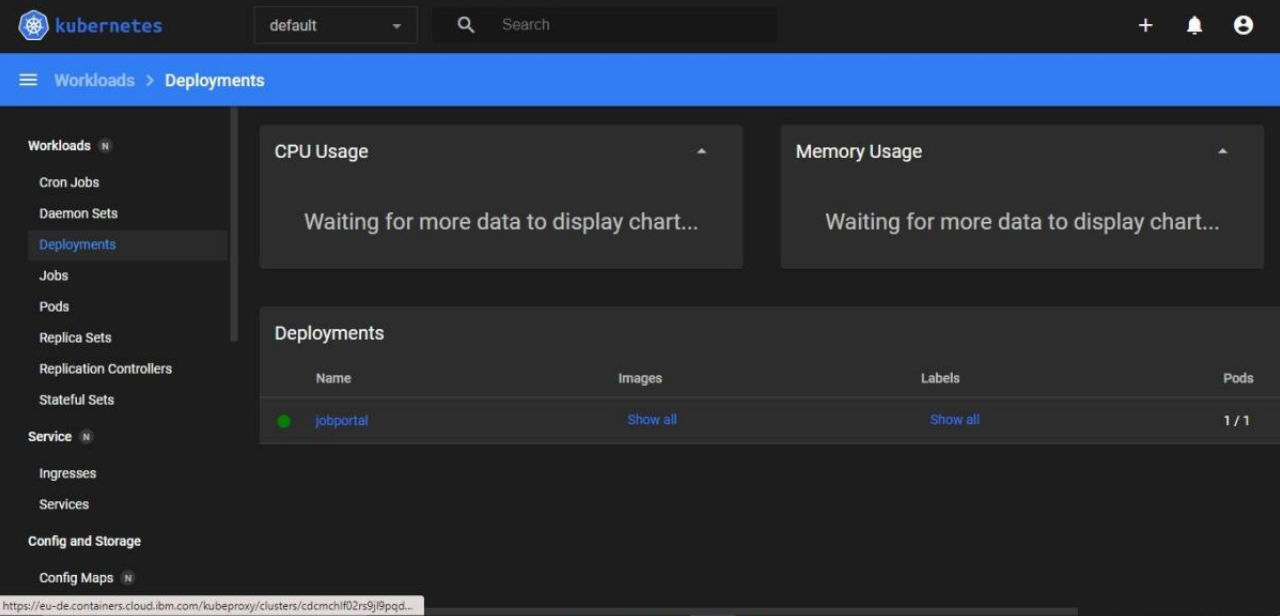 kubernetes default Search
Workloads > Deployments
Workloads N
Cron Jobs
Daemon Sets
Deployments
Jobs
Pods
Replica Sets
Replication Controllers
Stateful Sets
Service N
Ingresses
Services
Config and Storage
Config Maps N
CPU Usage
Waiting for more data to display chart...
Memory Usage
Waiting for more data to display chart...
Deployments
Name Images Labels Pods
jobportal Show all Show all 1 / 1
https://eu-de.containers.cloud.ibm.com/kubeproxy/clusters/cdcmchlf02rs9jl9pqd...